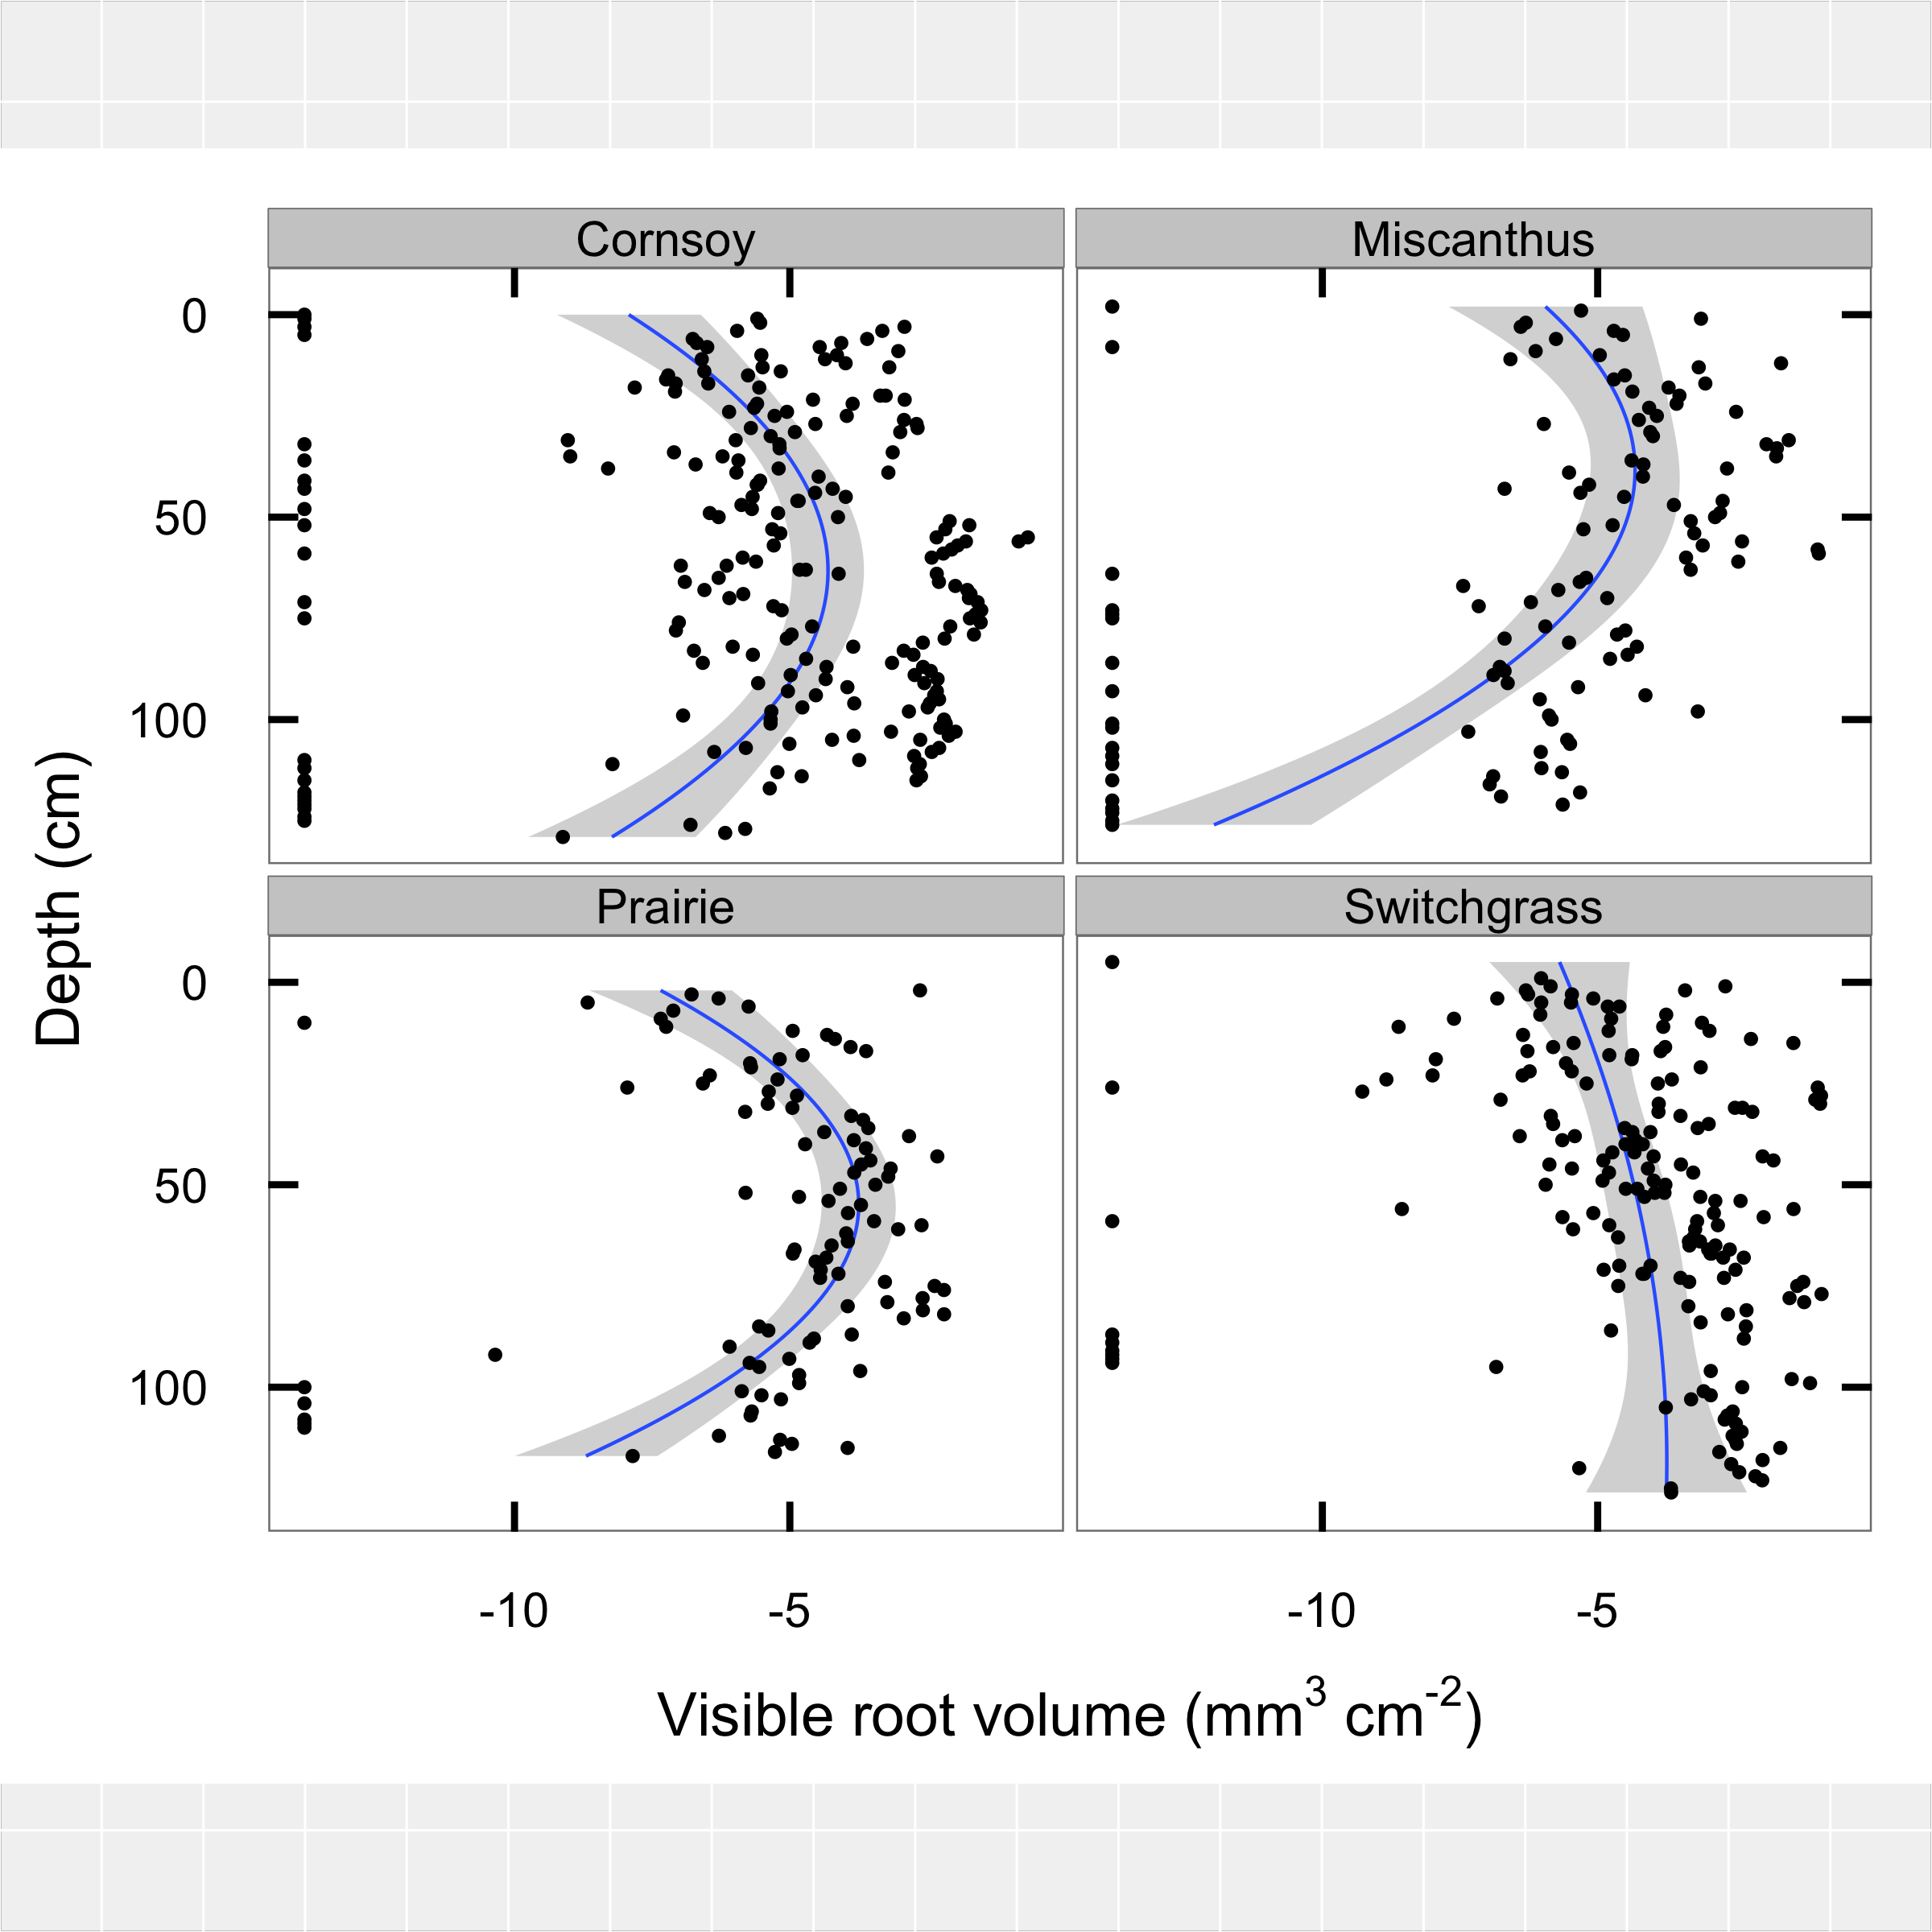 Cornsoy
Miscanthus
0
50
100
Prairie
Switchgrass
0
50
100
-10
-5
-10
-5
Depth (cm)
Visible root volume (mm³ cm⁻²)